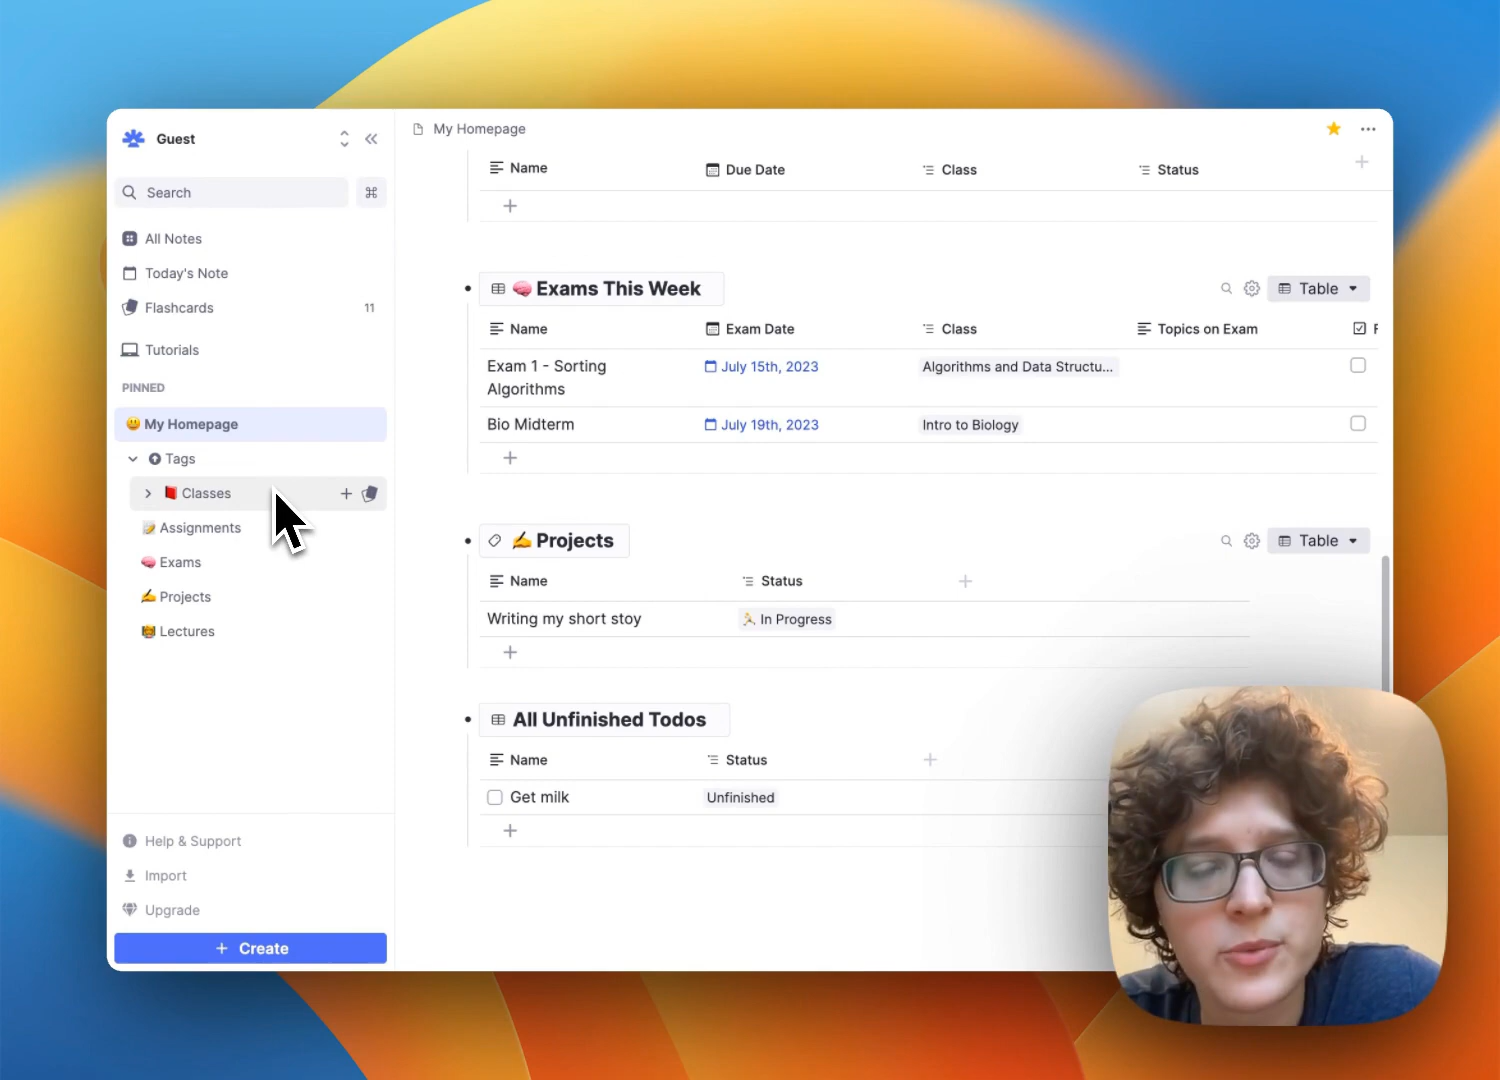 Guest
Search
⌘
All Notes
Today's Note
Flashcards 11
Tutorials
PINNED
My Homepage
Tags
Classes
Assignments
Exams
Projects
Lectures
Help & Support
Import
Upgrade
+ Create
My Homepage
Name Due Date Class Status
Exams This Week
Table
Name Exam Date Class Topics on Exam F
Exam 1 - Sorting
Algorithms
July 15th, 2023 Algorithms and Data Structu...
Bio Midterm July 19th, 2023 Intro to Biology
Projects
Table
Name Status
Writing my short stoy In Progress
All Unfinished Todos
Name Status
Get milk Unfinished